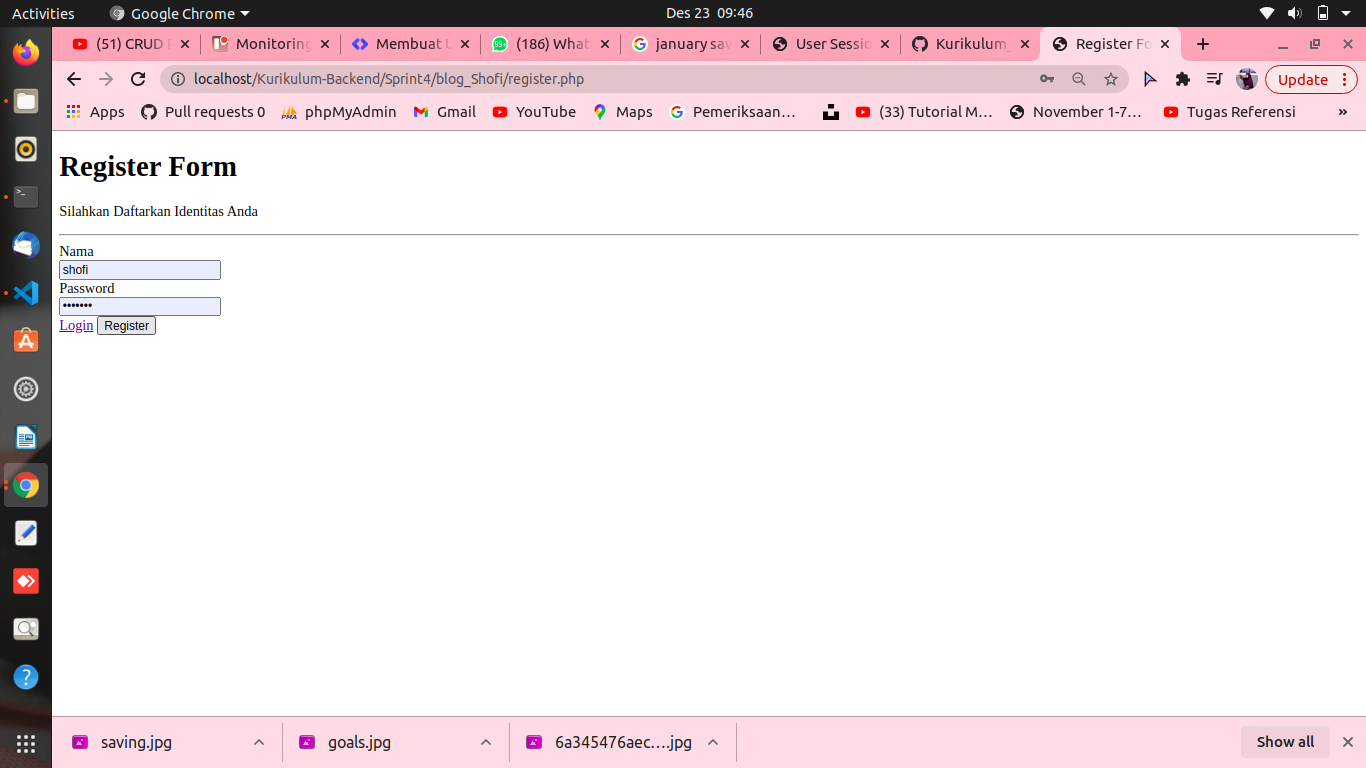 Activities Google Chrome Des 23 09:46
(51) CRUD Monitoring Membuat (186) What january sav User Sessio Kurikulum_ Register Fo
localhost/Kurikulum-Backend/Sprint4/blog_Shofi/register.php Update
Apps Pull requests 0 phpMyAdmin Gmail YouTube Maps Pemeriksaan… (33) Tutorial M… November 1-7… Tugas Referensi »
Register Form
Silahkan Daftarkan Identitas Anda
Nama
shofi
Password
•••••••
Login Register
saving.jpg goals.jpg 6a345476aec….jpg Show all